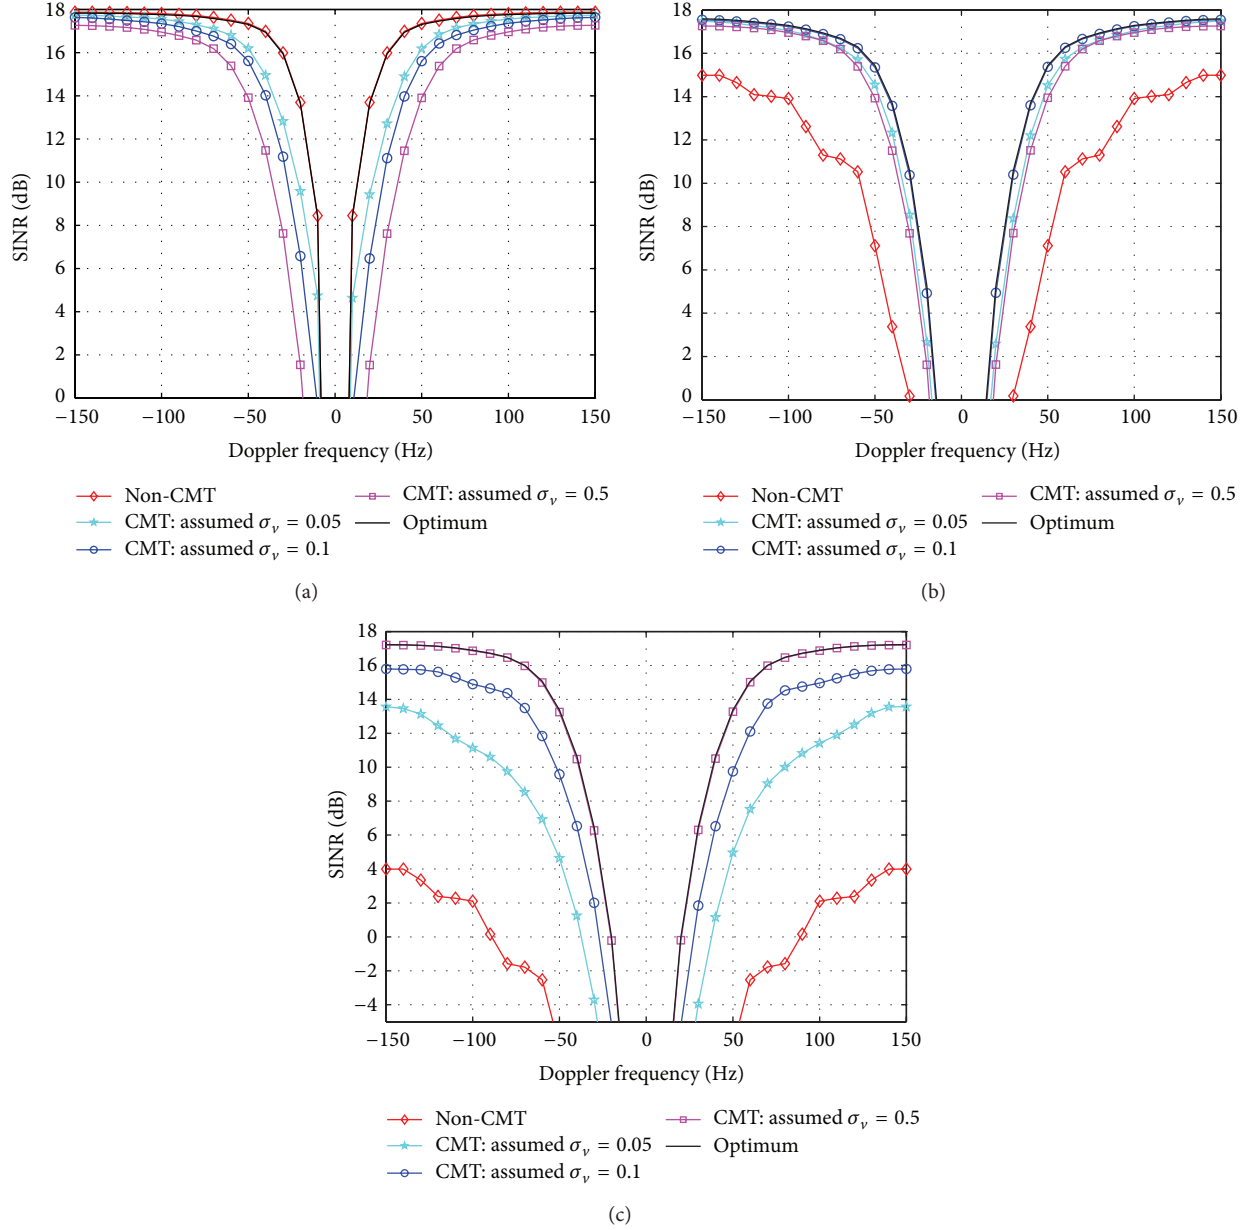 18
16
14
12
10
8
6
4
2
0
SINR (dB)
−150 −100 −50 0 50 100 150
Doppler frequency (Hz)
Non-CMT
CMT: assumed σv = 0.05
CMT: assumed σv = 0.1
CMT: assumed σv = 0.5
Optimum
(a)
18
16
14
12
10
8
6
4
2
0
SINR (dB)
−150 −100 −50 0 50 100 150
Doppler frequency (Hz)
Non-CMT
CMT: assumed σv = 0.05
CMT: assumed σv = 0.1
CMT: assumed σv = 0.5
Optimum
(b)
18
16
14
12
10
8
6
4
2
0
−2
−4
SINR (dB)
−150 −100 −50 0 50 100 150
Doppler frequency (Hz)
Non-CMT
CMT: assumed σv = 0.05
CMT: assumed σv = 0.1
CMT: assumed σv = 0.5
Optimum
(c)